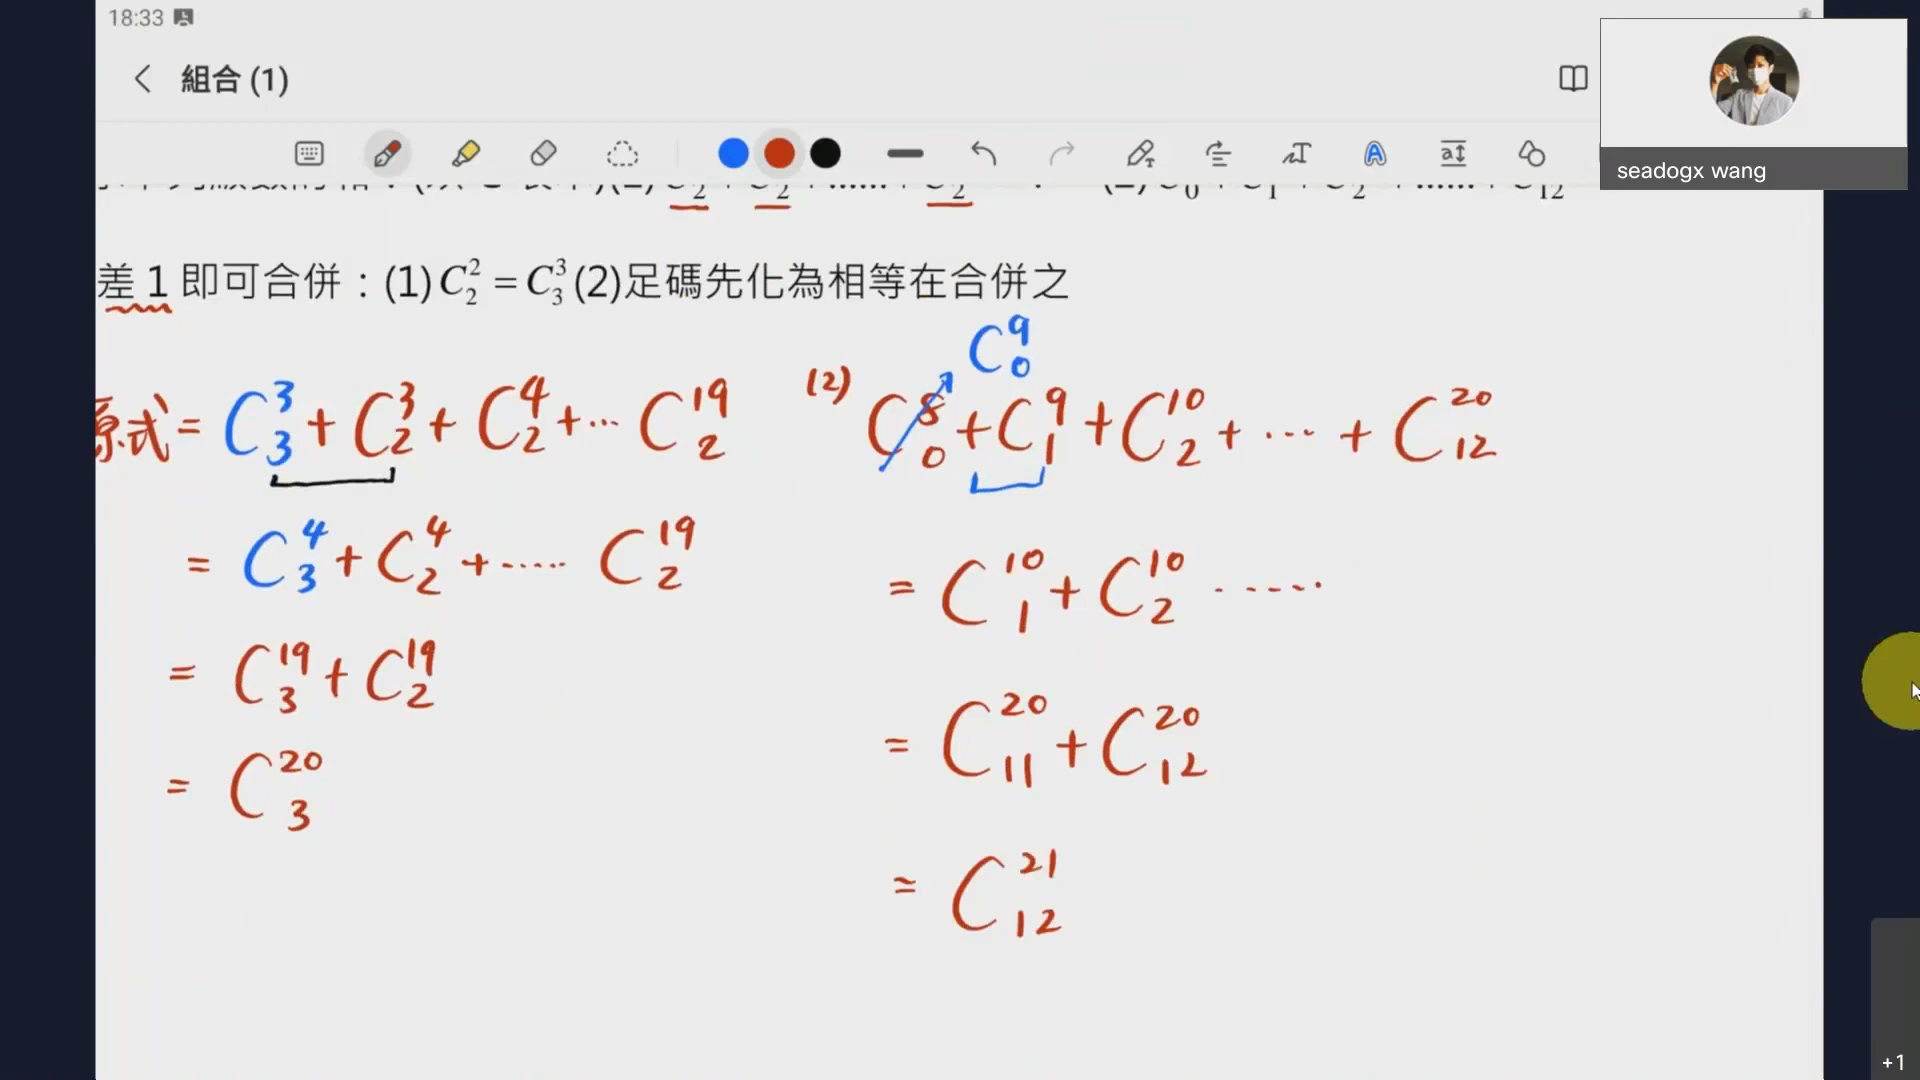 18:33
組合 (1)
seadogx wang
差 1 即可合併：(1) C₂² = C₃³ (2)足碼先化為相等在合併之
C₀⁹
原式 = C₃³ + C₂³ + C₂⁴ + ... C₂¹⁹
(2) C₀⁸ + C₁⁹ + C₂¹⁰ + ... + C₁₂²⁰
= C₃⁴ + C₂⁴ + ..... C₂¹⁹
= C₁¹⁰ + C₂¹⁰ ......
= C₃¹⁹ + C₂¹⁹
= C₁₁²⁰ + C₁₂²⁰
= C₃²⁰
= C₁₂²¹
+1